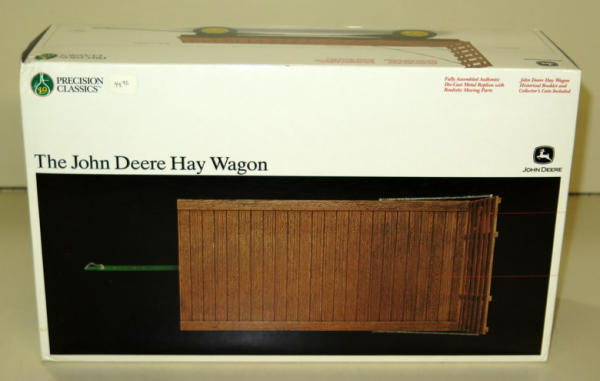 19
PRECISION
CLASSICS™
Fully Assembled Authentic
Die-Cast Metal Replica with
Realistic Moving Parts
John Deere Hay Wagon
Historical Booklet and
Collector's Coin Included
The John Deere Hay Wagon
JOHN DEERE